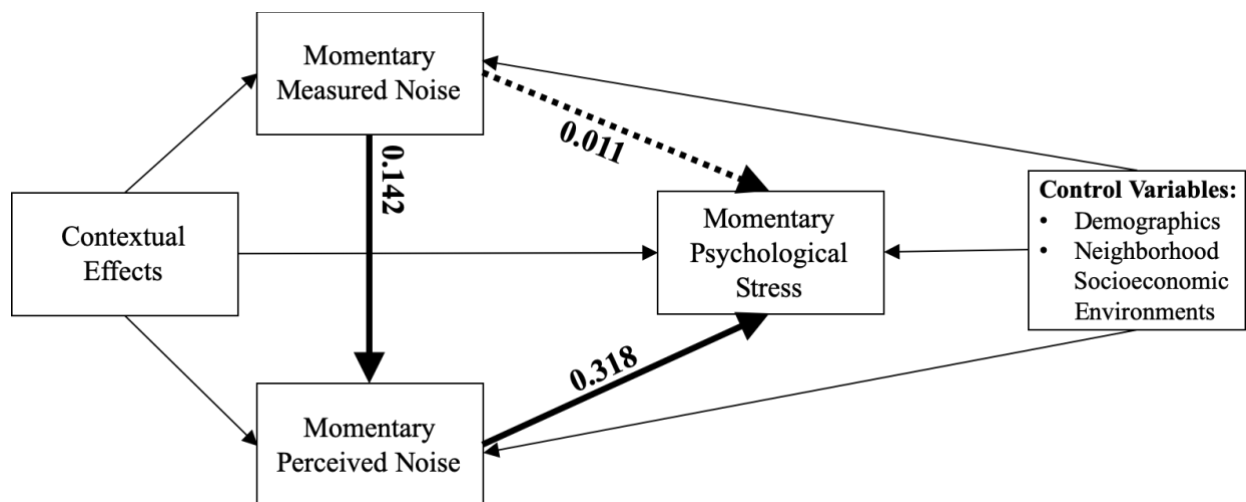 Momentary
Measured Noise
0.011
0.142
Contextual
Effects
Momentary
Psychological
Stress
Control Variables:
• Demographics
• Neighborhood
Socioeconomic
Environments
0.318
Momentary
Perceived Noise